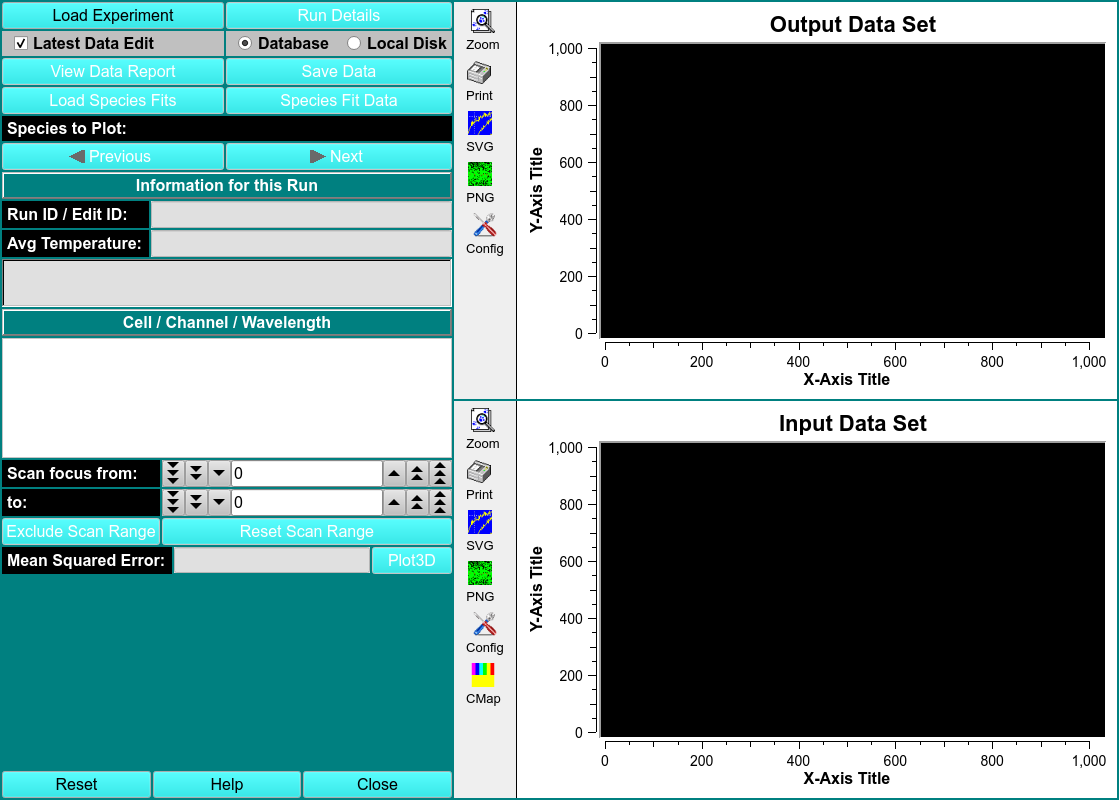 Load Experiment
Run Details
Latest Data Edit
Database
Local Disk
View Data Report
Save Data
Load Species Fits
Species Fit Data
Species to Plot:
Previous
Next
Information for this Run
Run ID / Edit ID:
Avg Temperature:
Cell / Channel / Wavelength
Scan focus from:
0
to:
0
Exclude Scan Range
Reset Scan Range
Mean Squared Error:
Plot3D
Reset
Help
Close
Zoom
Print
SVG
PNG
Config
Output Data Set
Y-Axis Title
1,000
800
600
400
200
0
0
200
400
600
800
1,000
X-Axis Title
Zoom
Print
SVG
PNG
Config
CMap
Input Data Set
Y-Axis Title
1,000
800
600
400
200
0
0
200
400
600
800
1,000
X-Axis Title